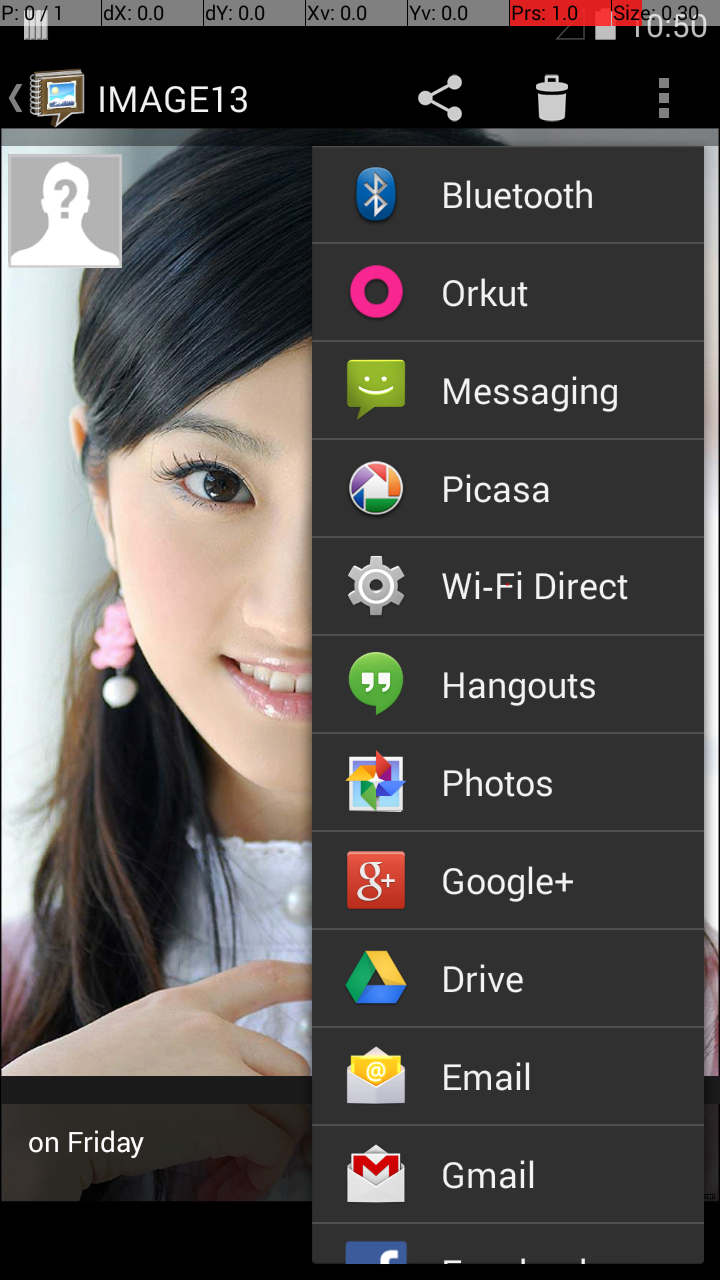 P: 0 / 1 dX: 0.0 dY: 0.0 Xv: 0.0 Yv: 0.0 Prs: 1.0 Size: 0.30
10:50
IMAGE13
?
Bluetooth
Orkut
Messaging
Picasa
Wi-Fi Direct
Hangouts
Photos
g+ Google+
Drive
@ Email
Gmail
on Friday